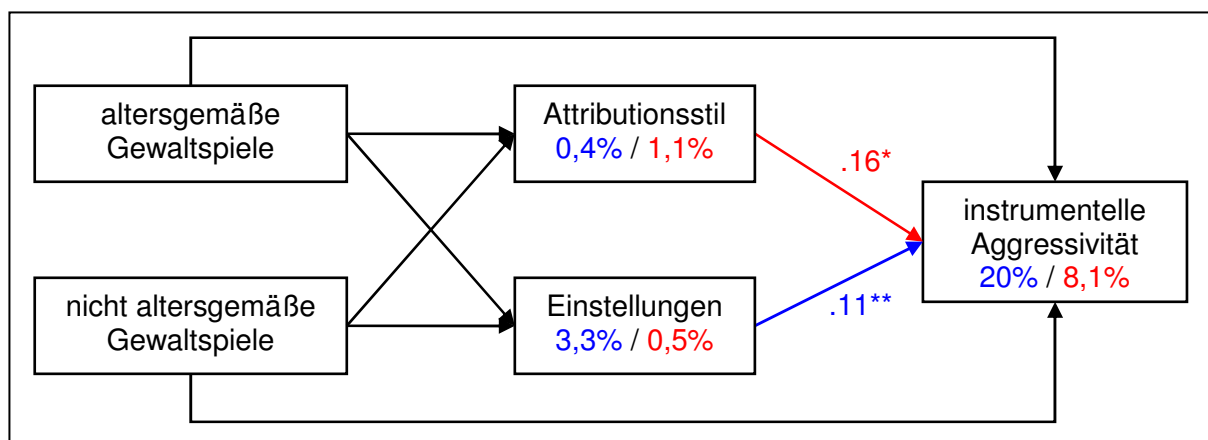 altersgemäße
Gewaltspiele
Attributionsstil
0,4% / 1,1%
.16*
instrumentelle
Aggressivität
20% / 8,1%
nicht altersgemäße
Gewaltspiele
Einstellungen
3,3% / 0,5%
.11**